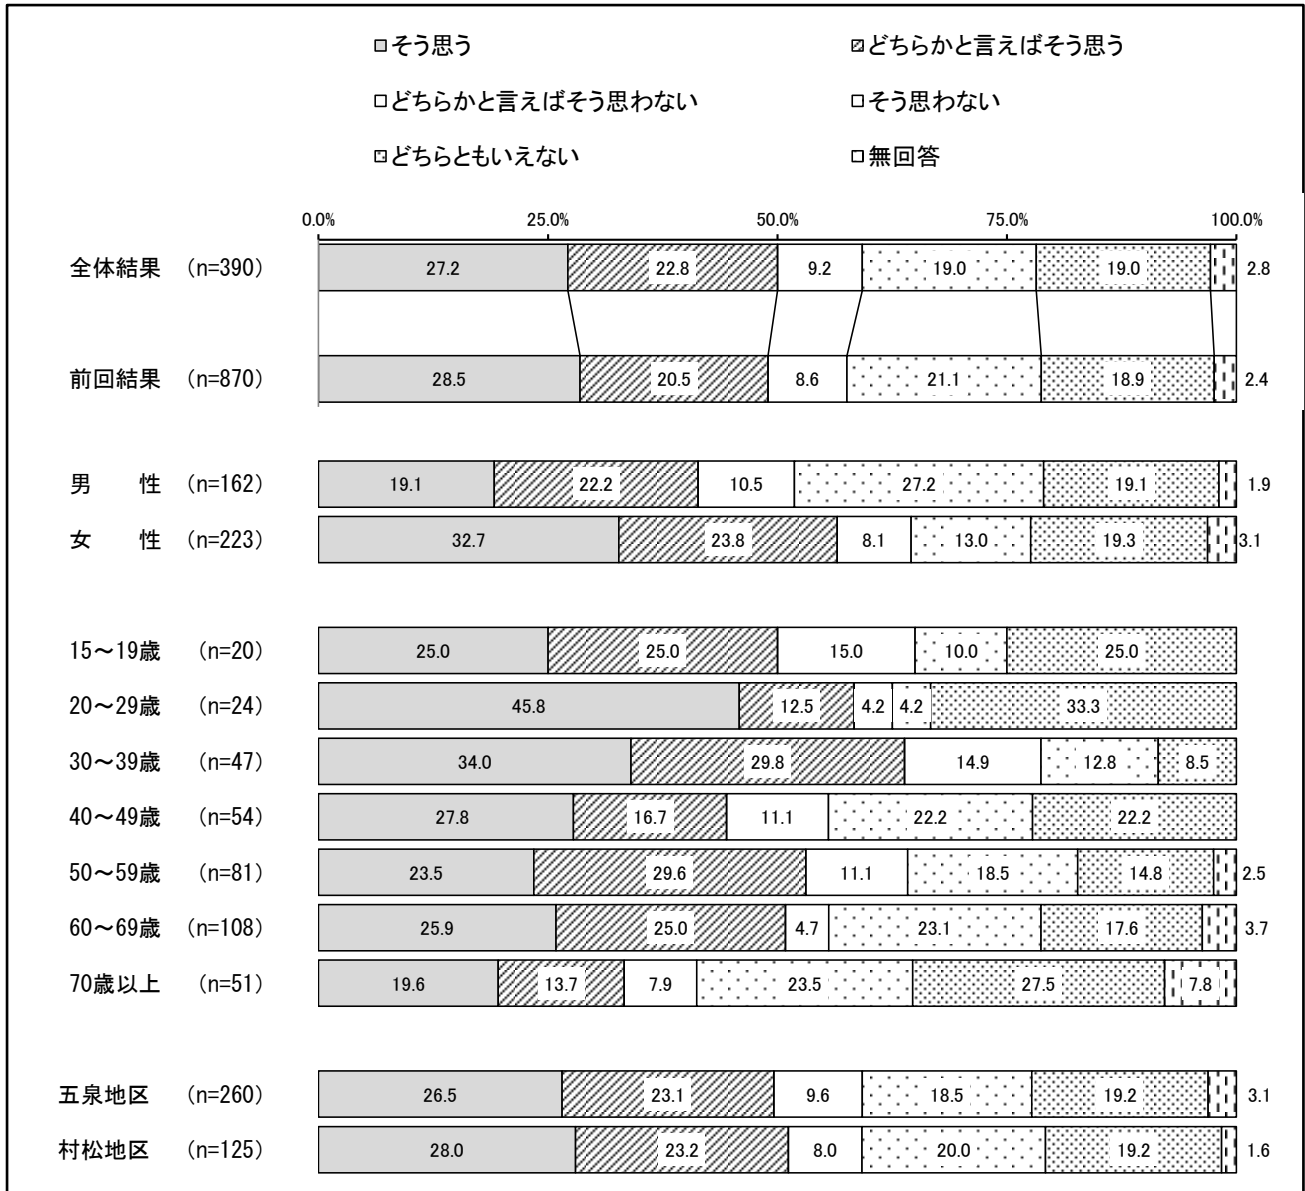 そう思う どちらかと言えばそう思う
どちらかと言えばそう思わない そう思わない
どちらともいえない 無回答
0.0% 25.0% 50.0% 75.0% 100.0%
全体結果 (n=390) 27.2 22.8 9.2 19.0 19.0 2.8
前回結果 (n=870) 28.5 20.5 8.6 21.1 18.9 2.4
男 性 (n=162) 19.1 22.2 10.5 27.2 19.1 1.9
女 性 (n=223) 32.7 23.8 8.1 13.0 19.3 3.1
15～19歳 (n=20) 25.0 25.0 15.0 10.0 25.0
20～29歳 (n=24) 45.8 12.5 4.2 4.2 33.3
30～39歳 (n=47) 34.0 29.8 14.9 12.8 8.5
40～49歳 (n=54) 27.8 16.7 11.1 22.2 22.2
50～59歳 (n=81) 23.5 29.6 11.1 18.5 14.8 2.5
60～69歳 (n=108) 25.9 25.0 4.7 23.1 17.6 3.7
70歳以上 (n=51) 19.6 13.7 7.9 23.5 27.5 7.8
五泉地区 (n=260) 26.5 23.1 9.6 18.5 19.2 3.1
村松地区 (n=125) 28.0 23.2 8.0 20.0 19.2 1.6